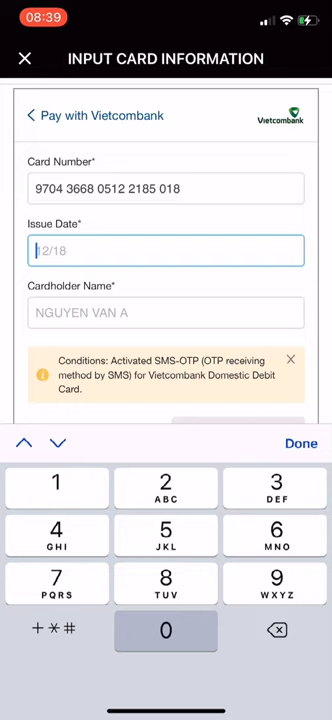 08:39
INPUT CARD INFORMATION
Pay with Vietcombank
Vietcombank
Card Number*
9704 3668 0512 2185 018
Issue Date*
12/18
Cardholder Name*
NGUYEN VAN A
Conditions: Activated SMS-OTP (OTP receiving
method by SMS) for Vietcombank Domestic Debit
Card.
Done
1
2
ABC
3
DEF
4
GHI
5
JKL
6
MNO
7
PQRS
8
TUV
9
WXYZ
+*#
0